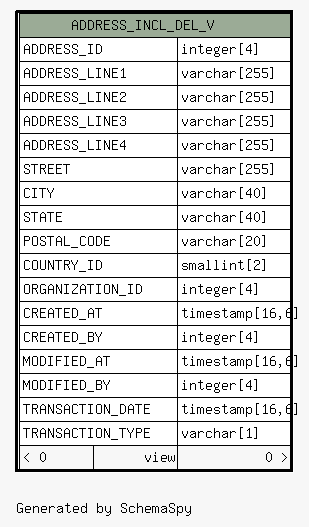 ADDRESS_INCL_DEL_V
ADDRESS_ID integer[4]
ADDRESS_LINE1 varchar[255]
ADDRESS_LINE2 varchar[255]
ADDRESS_LINE3 varchar[255]
ADDRESS_LINE4 varchar[255]
STREET varchar[255]
CITY varchar[40]
STATE varchar[40]
POSTAL_CODE varchar[20]
COUNTRY_ID smallint[2]
ORGANIZATION_ID integer[4]
CREATED_AT timestamp[16,6]
CREATED_BY integer[4]
MODIFIED_AT timestamp[16,6]
MODIFIED_BY integer[4]
TRANSACTION_DATE timestamp[16,6]
TRANSACTION_TYPE varchar[1]
< 0 view 0 >
Generated by SchemaSpy